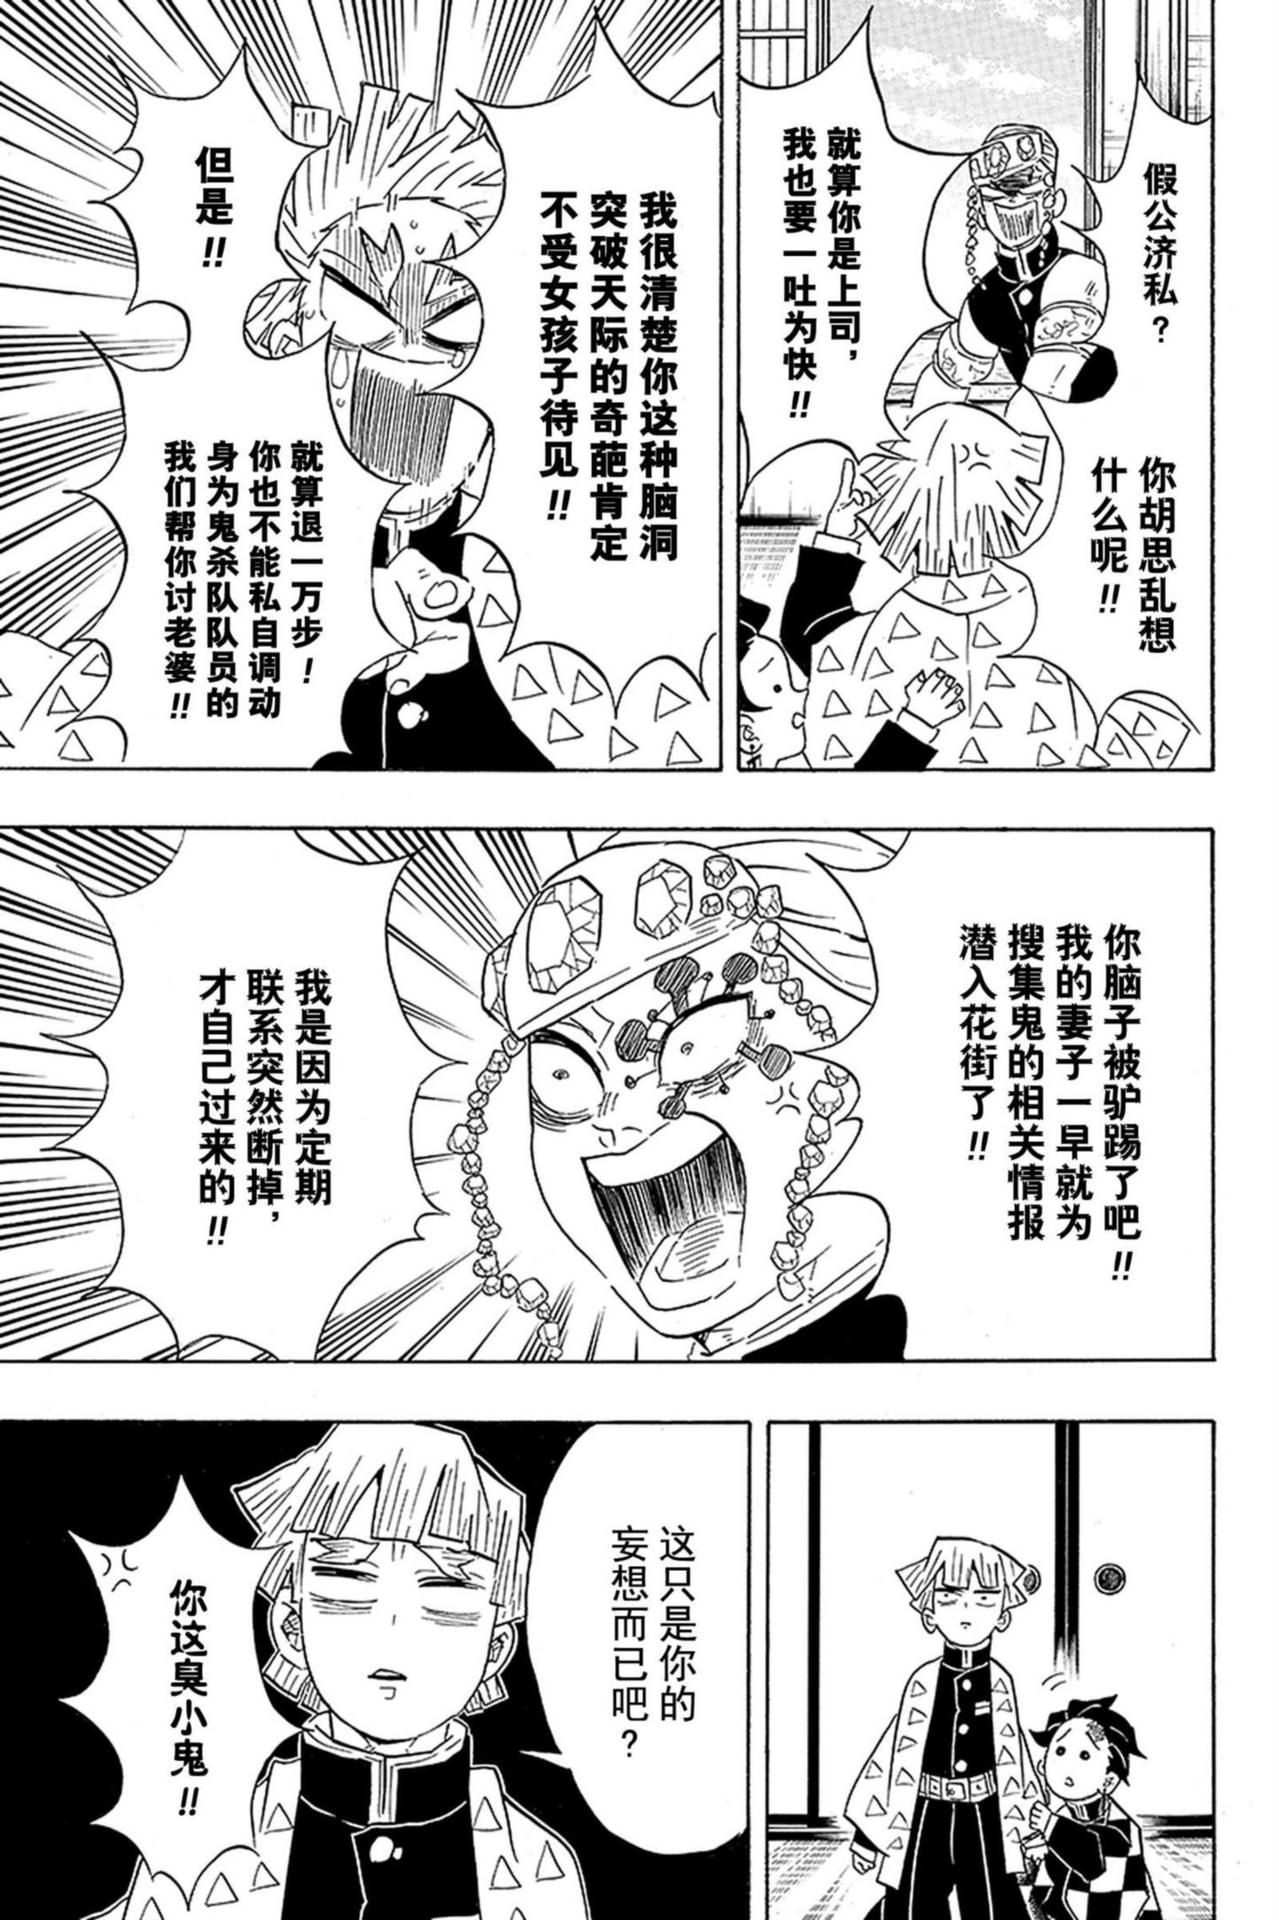 假公济私?
你胡思乱想
什么呢!!
就算你是上司,
我也要一吐为快!!
我很清楚你这种脑洞
突破天际的奇葩肯定
不受女孩子待见!!
但是!!
就算退一万步!
你也不能私自调动
身为鬼杀队队员的
我们帮你讨老婆!!
你脑子被驴踢了吧!!
我的妻子一早就为
搜集鬼的相关情报
潜入花街了!!
我是因为定期
联系突然断掉,
才自己过来的!!
这只是你的
妄想而已吧?
你这臭小鬼!!